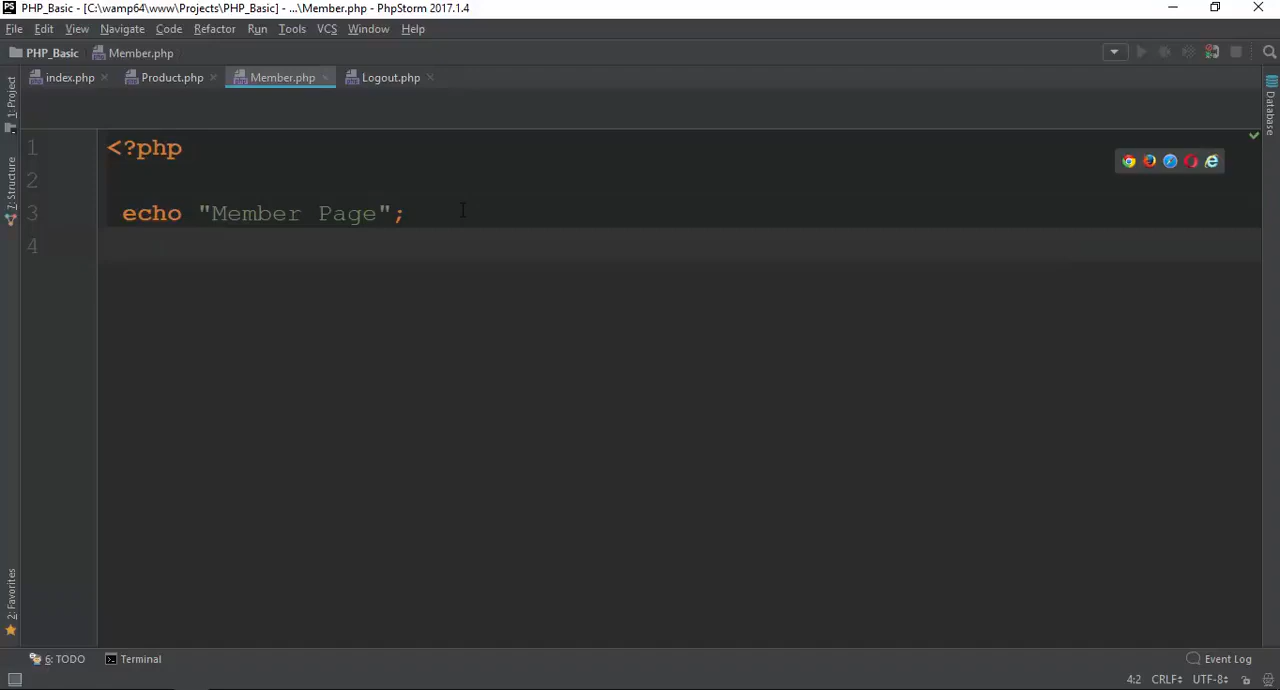 PS PHP_Basic - [C:\wamp64\www\Projects\PHP_Basic] - ...\Member.php - PhpStorm 2017.1.4
File Edit View Navigate Code Refactor Run Tools VCS Window Help
PHP_Basic Member.php
index.php Product.php Member.php Logout.php
1: Project
7: Structure
2: Favorites
Database
1 <?php
2
3 echo "Member Page";
4
6: TODO Terminal Event Log
4:2 CRLF UTF-8